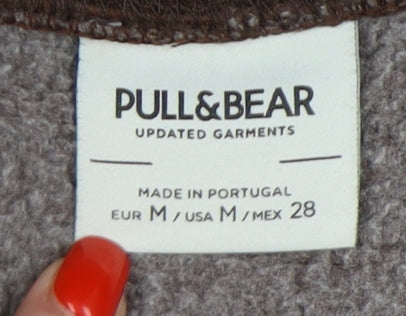 PULL&BEAR
UPDATED GARMENTS
MADE IN PORTUGAL
EUR M / USA M / MEX 28